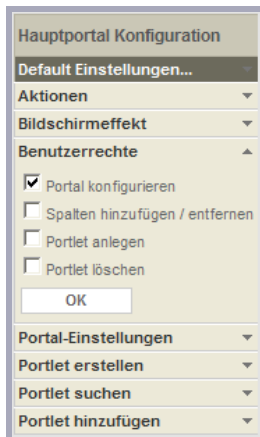 Hauptportal Konfiguration
Default Einstellungen...
Aktionen
Bildschirmeffekt
Benutzerrechte
Portal konfigurieren
Spalten hinzufügen / entfernen
Portlet anlegen
Portlet löschen
OK
Portal-Einstellungen
Portlet erstellen
Portlet suchen
Portlet hinzufügen